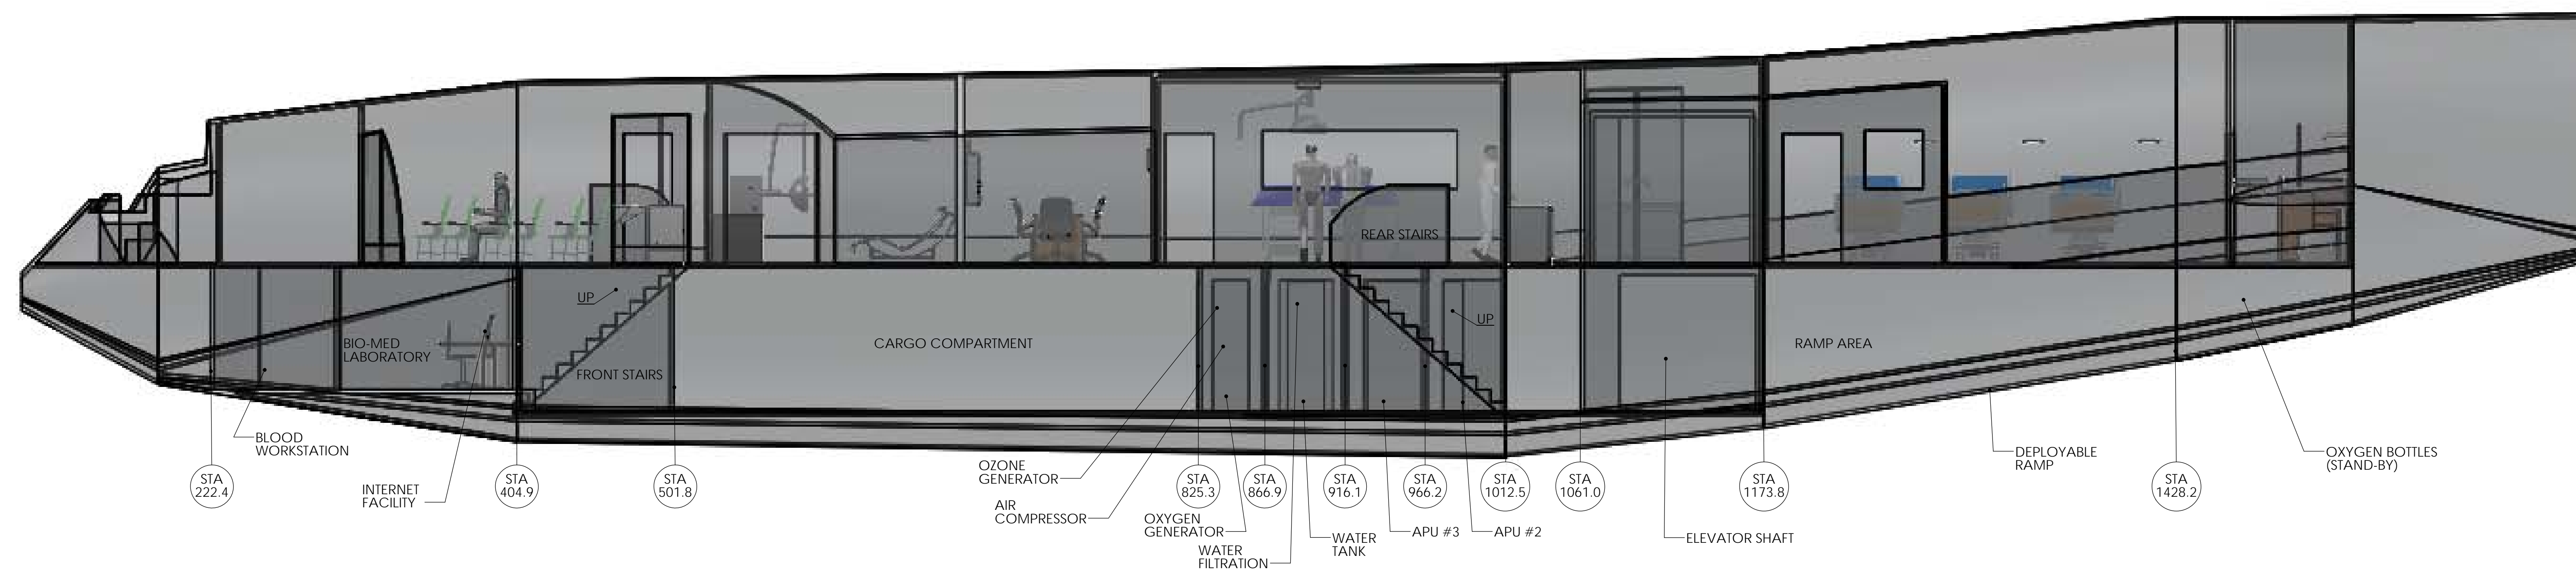 REAR STAIRS
UP
UP
BIO-MED
LABORATORY
CARGO COMPARTMENT
RAMP AREA
FRONT STAIRS
BLOOD
WORKSTATION
INTERNET
FACILITY
OZONE
GENERATOR
AIR
COMPRESSOR
OXYGEN
GENERATOR
WATER
FILTRATION
WATER
TANK
APU #3
APU #2
ELEVATOR SHAFT
DEPLOYABLE
RAMP
OXYGEN BOTTLES
(STAND-BY)
STA
222.4
STA
404.9
STA
501.8
STA
825.3
STA
866.9
STA
916.1
STA
966.2
STA
1012.5
STA
1061.0
STA
1173.8
STA
1428.2